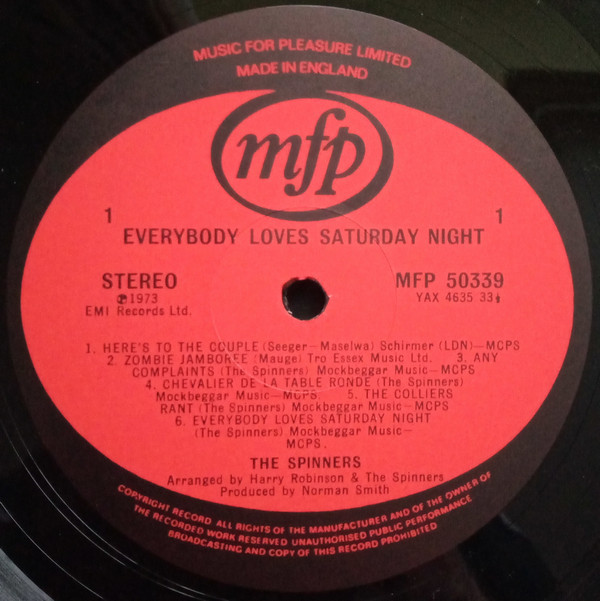 MUSIC FOR PLEASURE LIMITED
MADE IN ENGLAND
mfp
1 1
EVERYBODY LOVES SATURDAY NIGHT
STEREO MFP 50339
℗1973 YAX 4635 33⅓
EMI Records Ltd.
1. HERE'S TO THE COUPLE (Seeger–Maselwa) Schirmer (LDN)–MCPS
2. ZOMBIE JAMBOREE (Mauge) Tro Essex Music Ltd. 3. ANY
COMPLAINTS (The Spinners) Mockbeggar Music–MCPS
4. CHEVALIER DE LA TABLE RONDE (The Spinners)
Mockbeggar Music–MCPS. 5. THE COLLIERS
RANT (The Spinners) Mockbeggar Music–MCPS
6. EVERYBODY LOVES SATURDAY NIGHT
(The Spinners) Mockbeggar Music–
MCPS.
THE SPINNERS
Arranged by Harry Robinson & The Spinners
Produced by Norman Smith
COPYRIGHT RECORD ALL RIGHTS OF THE MANUFACTURER AND OF THE OWNER OF
THE RECORDED WORK RESERVED UNAUTHORISED PUBLIC PERFORMANCE
BROADCASTING AND COPY OF THIS RECORD PROHIBITED